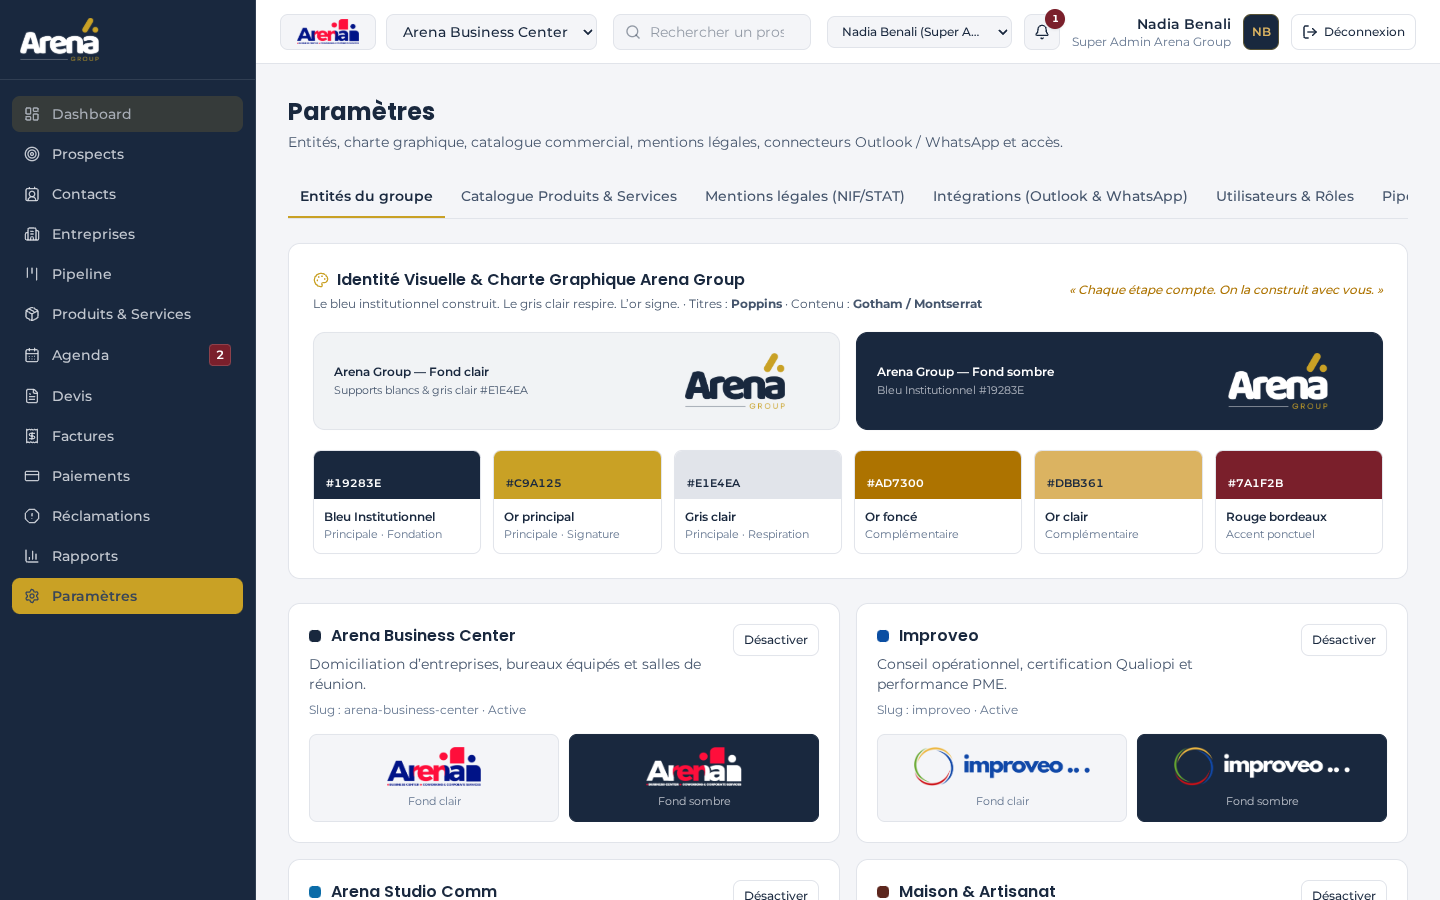 Arena
GROUP
Arena
Arena Business Center
Rechercher un pros
Nadia Benali (Super A...
1
Nadia Benali
Super Admin Arena Group
NB
Déconnexion
Dashboard
Prospects
Contacts
Entreprises
Pipeline
Produits & Services
Agenda
2
Devis
Factures
Paiements
Réclamations
Rapports
Paramètres
Paramètres
Entités, charte graphique, catalogue commercial, mentions légales, connecteurs Outlook / WhatsApp et accès.
Entités du groupe
Catalogue Produits & Services
Mentions légales (NIF/STAT)
Intégrations (Outlook & WhatsApp)
Utilisateurs & Rôles
Identité Visuelle & Charte Graphique Arena Group
Le bleu institutionnel construit. Le gris clair respire. L’or signe. · Titres : Poppins · Contenu : Gotham / Montserrat
« Chaque étape compte. On la construit avec vous. »
Arena Group — Fond clair
Supports blancs & gris clair #E1E4EA
Arena
GROUP
Arena Group — Fond sombre
Bleu Institutionnel #19283E
Arena
GROUP
#19283E
Bleu Institutionnel
Principale · Fondation
#C9A125
Or principal
Principale · Signature
#E1E4EA
Gris clair
Principale · Respiration
#AD7300
Or foncé
Complémentaire
#DBB361
Or clair
Complémentaire
#7A1F2B
Rouge bordeaux
Accent ponctuel
Arena Business Center
Désactiver
Domiciliation d’entreprises, bureaux équipés et salles de
réunion.
Slug : arena-business-center · Active
Arena
Fond clair
Arena
Fond sombre
Improveo
Désactiver
Conseil opérationnel, certification Qualiopi et
performance PME.
Slug : improveo · Active
improveo ...
Fond clair
improveo ...
Fond sombre
Arena Studio Comm
Désactiver
Maison & Artisanat
Désactiver